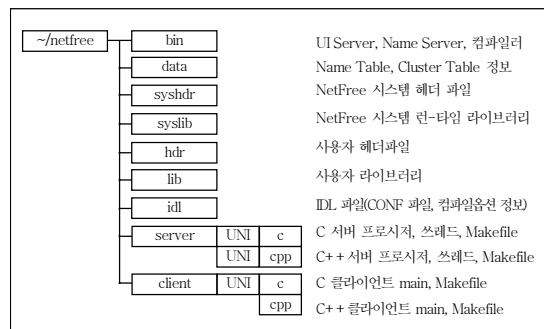 ~/netfree bin UI Server, Name Server, 컴파일러
data Name Table, Cluster Table 정보
syshdr NetFree 시스템 헤더 파일
syslib NetFree 시스템 런-타임 라이브러리
hdr 사용자 헤더파일
lib 사용자 라이브러리
idl IDL 파일(CONF 파일, 컴파일옵션 정보)
server UNI c C 서버 프로시저, 쓰레드, Makefile
UNI cpp C++ 서버 프로시저, 쓰레드, Makefile
client UNI c C 클라이언트 main, Makefile
cpp C++ 클라이언트 main, Makefile